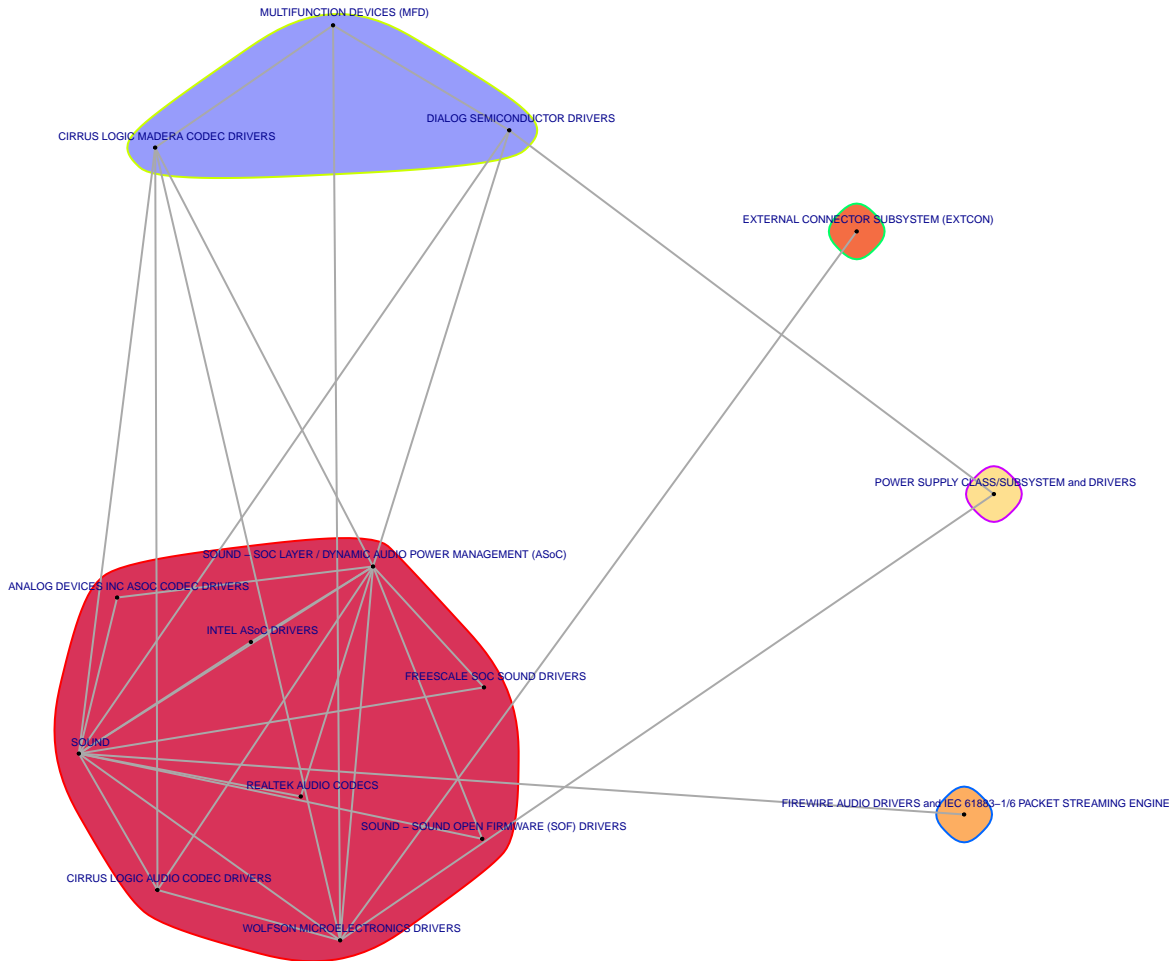 MULTIFUNCTION DEVICES (MFD)
DIALOG SEMICONDUCTOR DRIVERS
CIRRUS LOGIC MADERA CODEC DRIVERS
EXTERNAL CONNECTOR SUBSYSTEM (EXTCON)
POWER SUPPLY CLASS/SUBSYSTEM and DRIVERS
SOUND – SOC LAYER / DYNAMIC AUDIO POWER MANAGEMENT (ASoC)
ANALOG DEVICES INC ASOC CODEC DRIVERS
INTEL ASoC DRIVERS
FREESCALE SOC SOUND DRIVERS
SOUND
REALTEK AUDIO CODECS
FIREWIRE AUDIO DRIVERS and IEC 61883–1/6 PACKET STREAMING ENGINE
SOUND – SOUND OPEN FIRMWARE (SOF) DRIVERS
CIRRUS LOGIC AUDIO CODEC DRIVERS
WOLFSON MICROELECTRONICS DRIVERS